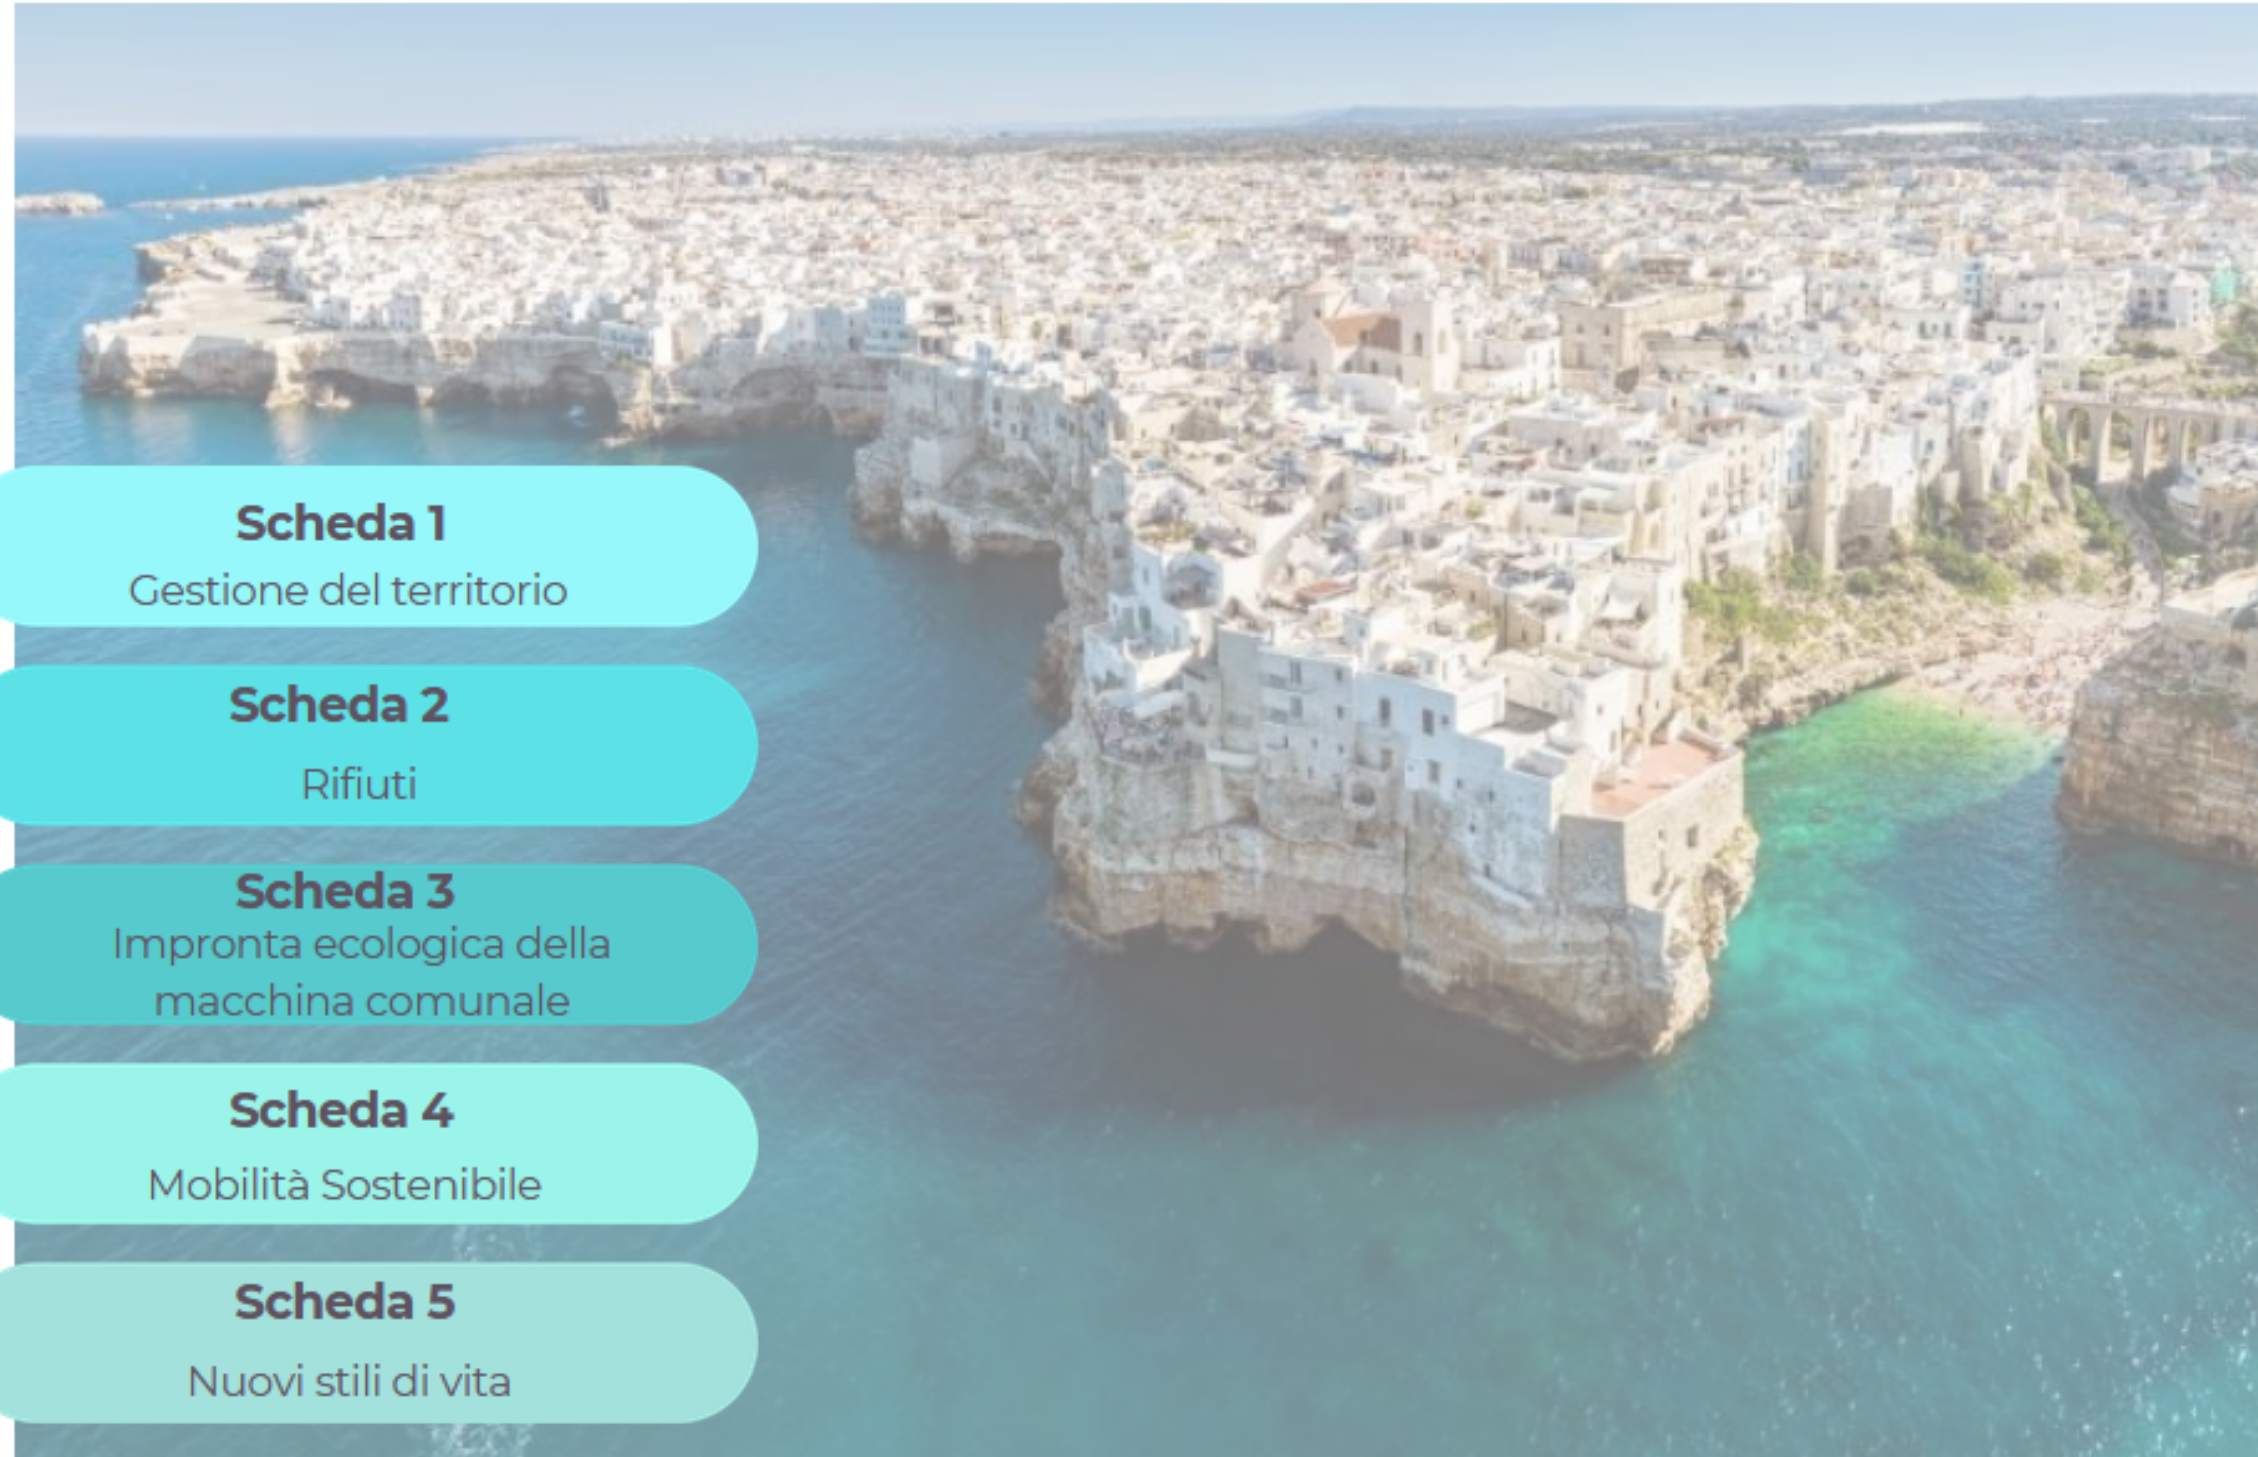 Scheda 1
Gestione del territorio
Scheda 2
Rifiuti
Scheda 3
Impronta ecologica della
macchina comunale
Scheda 4
Mobilità Sostenibile
Scheda 5
Nuovi stili di vita